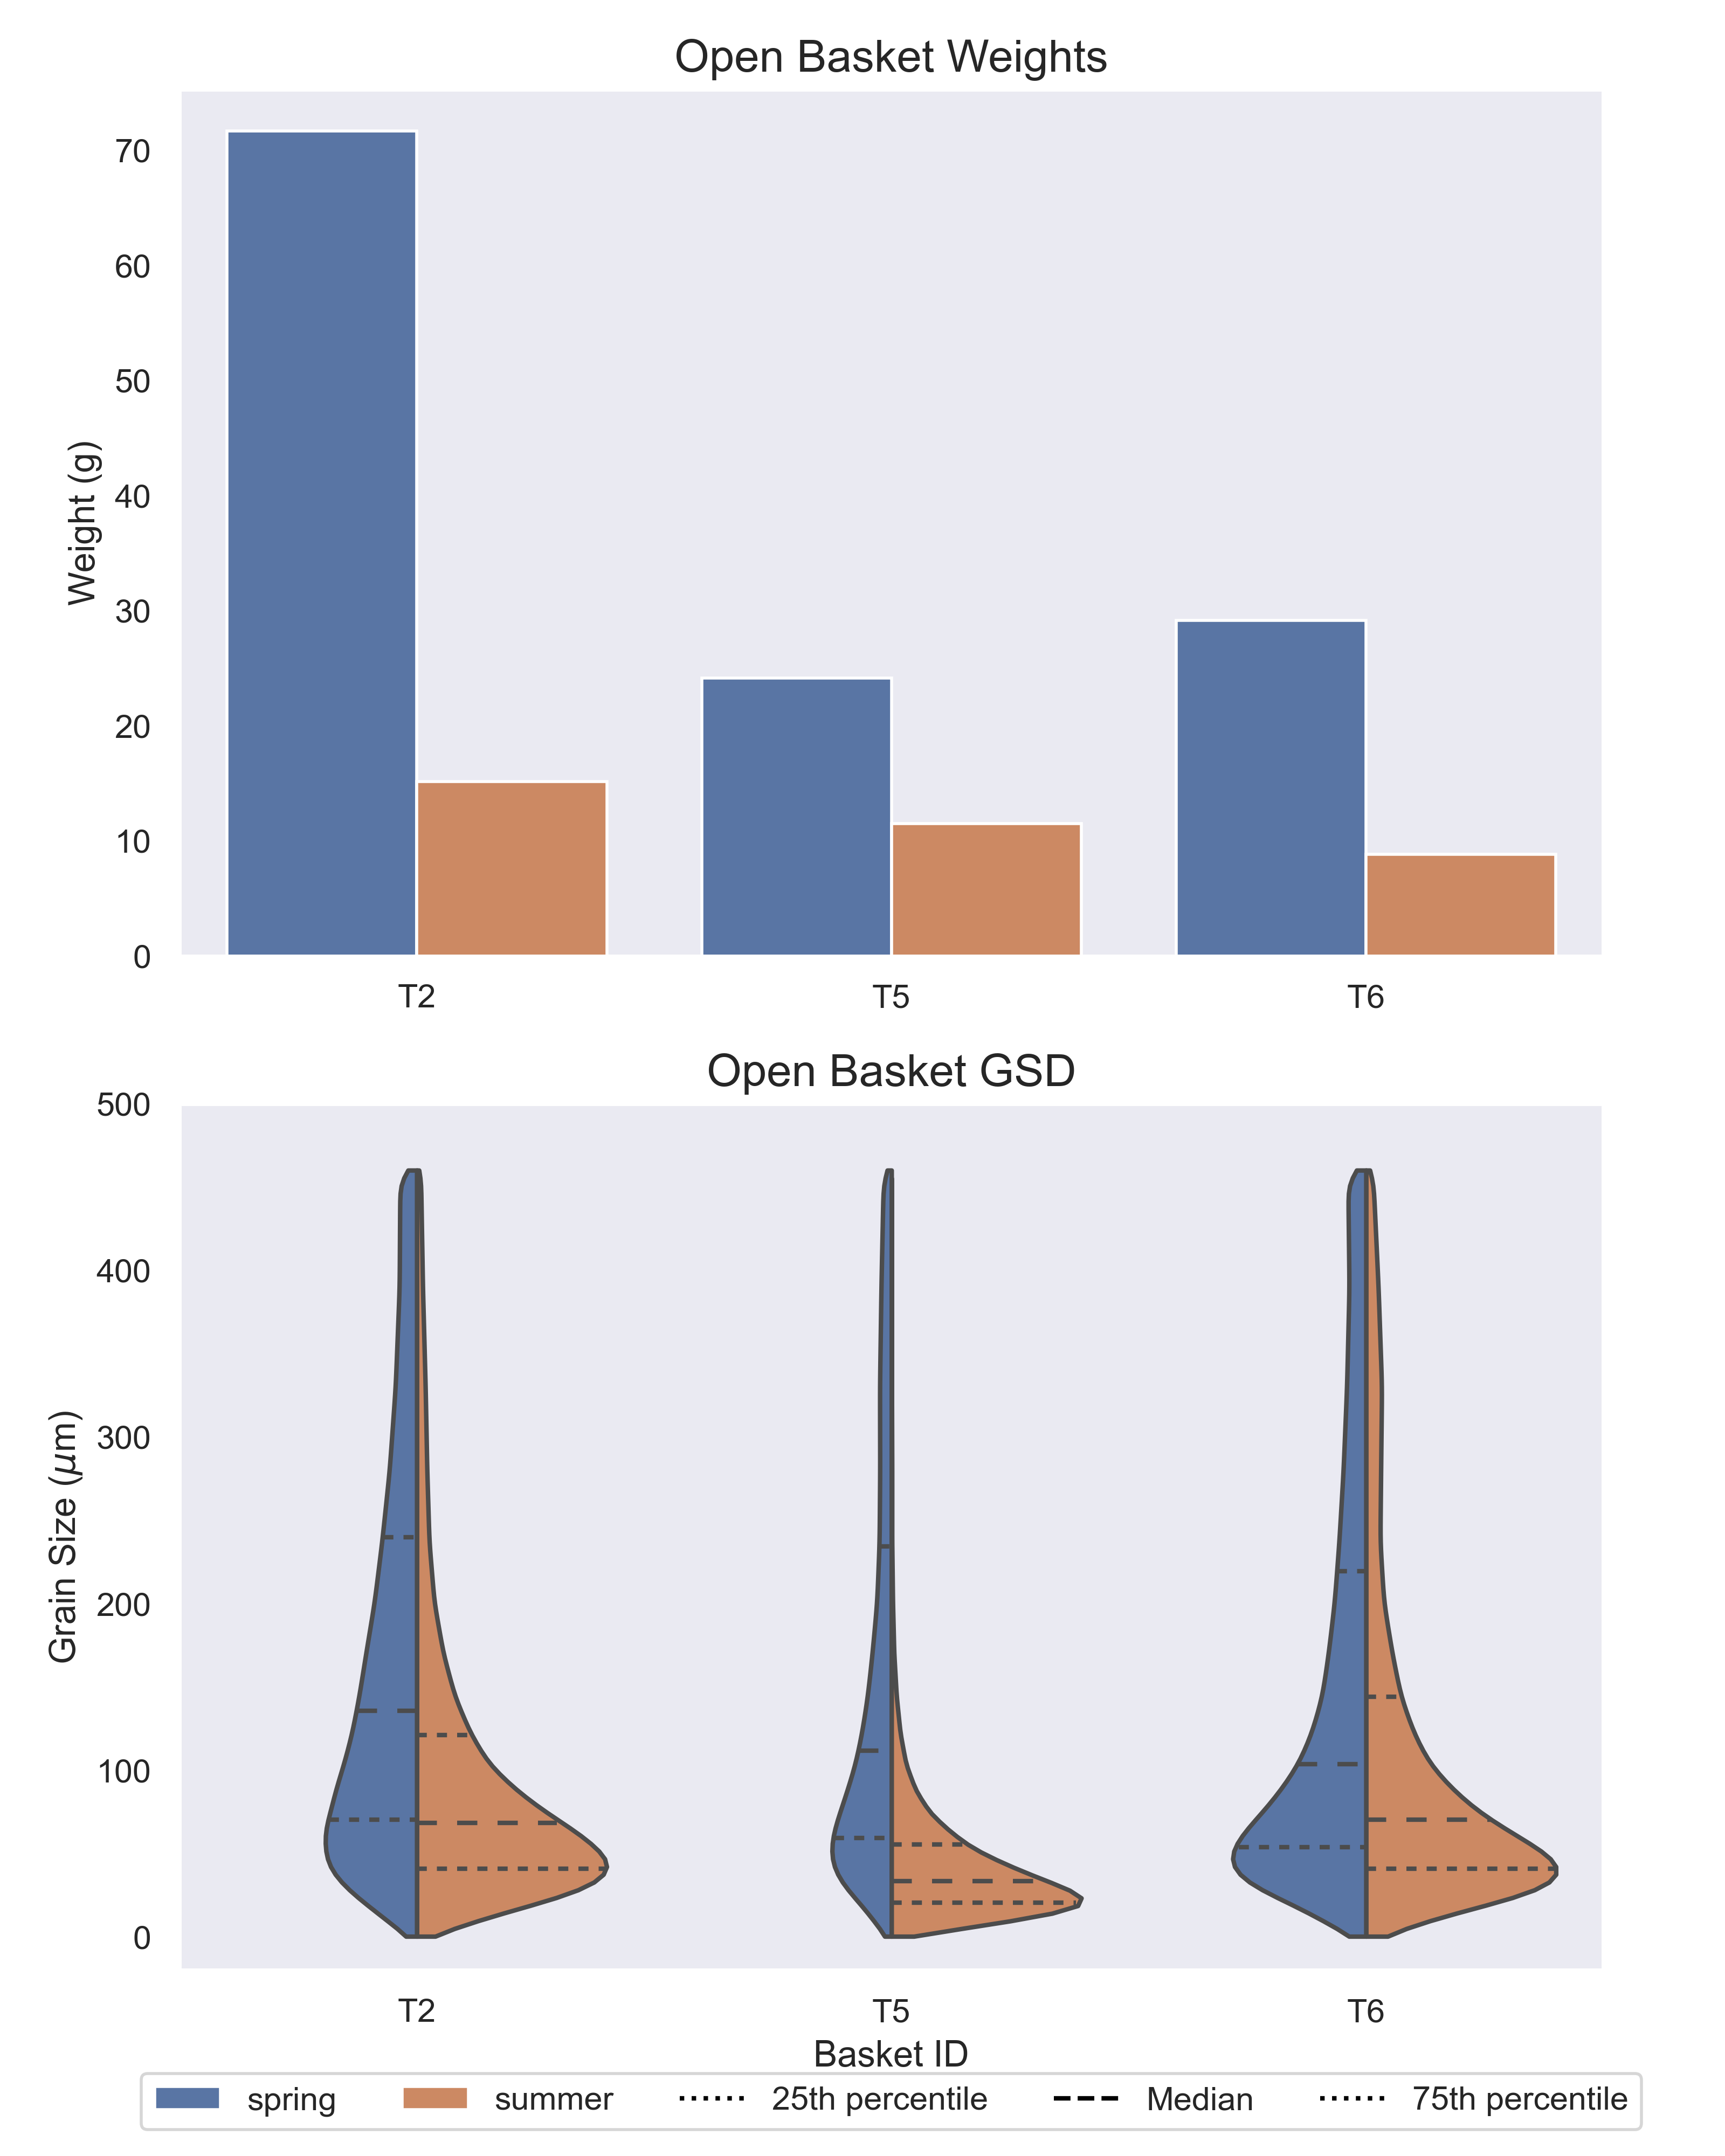 Open Basket Weights
70
60
50
40
30
20
10
0
Weight (g)
T2 T5 T6
Open Basket GSD
500
400
300
200
100
0
Grain Size (μm)
T2 T5 T6
Basket ID
spring summer 25th percentile Median 75th percentile